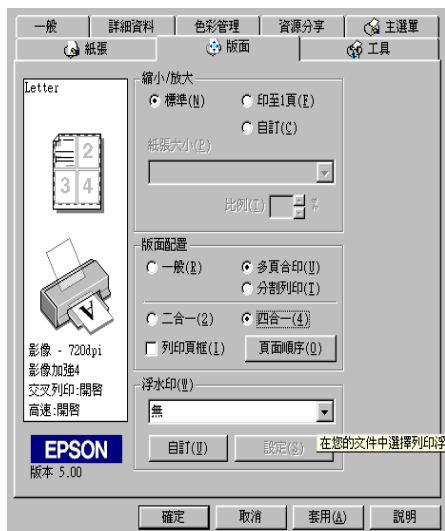 一般 詳細資料 色彩管理 資源分享 主選單
紙張 版面 工具
Letter
1 2
3 4
影像 - 720dpi
影像加強4
交叉列印:開啓
高速:開啓
EPSON
版本 5.00
縮小/放大
標準(N) 印至1頁(F)
自訂(C)
紙張大小(P)
比例(I) %
版面配置
一般(R) 多頁合印(U)
分割列印(I)
二合一(2) 四合一(4)
列印頁框(I) 頁面順序(O)
浮水印(W)
無
自訂(U) 設定(S)
在您的文件中選擇列印浮
確定 取消 套用(A) 說明